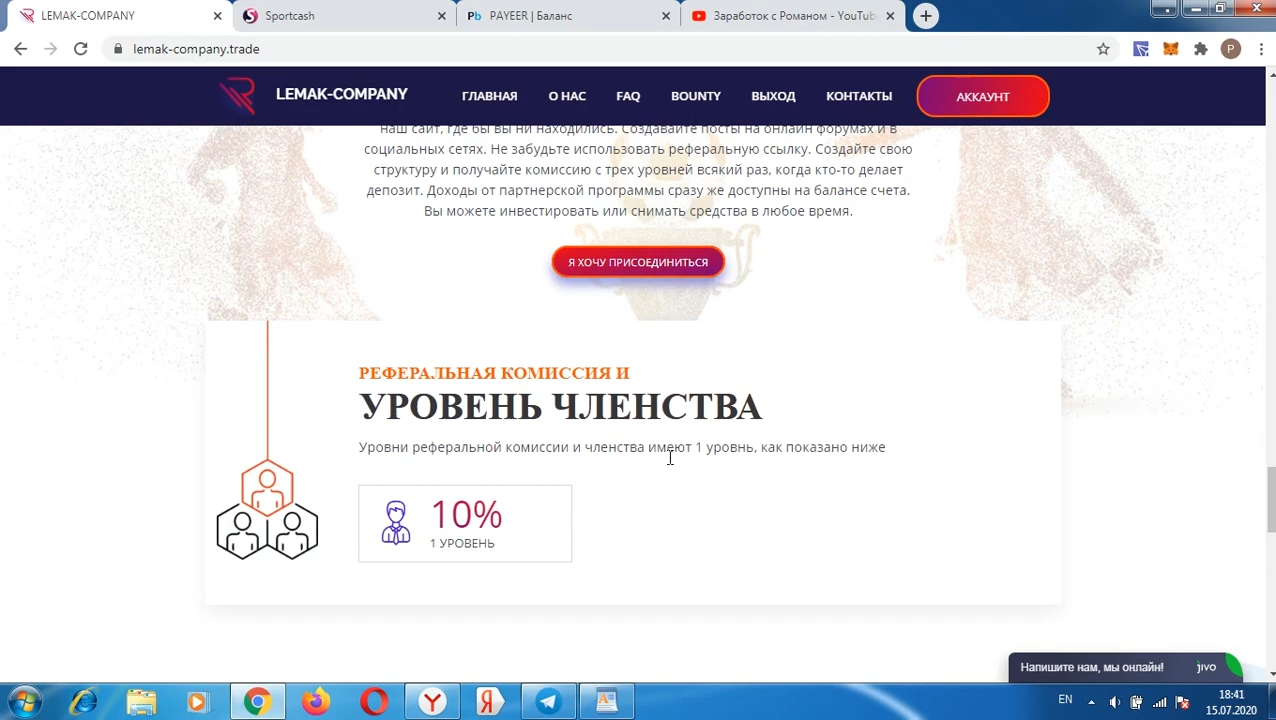 LEMAK-COMPANY
Sportcash
PAYEER | Баланс
Заработок с Романом - YouTube
lemak-company.trade
P
LEMAK-COMPANY
ГЛАВНАЯ
О НАС
FAQ
BOUNTY
ВЫХОД
КОНТАКТЫ
АККАУНТ
наш сайт, где бы вы ни находились. Создавайте посты на онлайн форумах и в
социальных сетях. Не забудьте использовать реферальную ссылку. Создайте свою
структуру и получайте комиссию с трех уровней всякий раз, когда кто-то делает
депозит. Доходы от партнерской программы сразу же доступны на балансе счета.
Вы можете инвестировать или снимать средства в любое время.
Я ХОЧУ ПРИСОЕДИНИТЬСЯ
РЕФЕРАЛЬНАЯ КОМИССИЯ И
УРОВЕНЬ ЧЛЕНСТВА
Уровни реферальной комиссии и членства имеют 1 уровнь, как показано ниже
10%
1 УРОВЕНЬ
Напишите нам, мы онлайн!
jivo
EN
18:41
15.07.2020